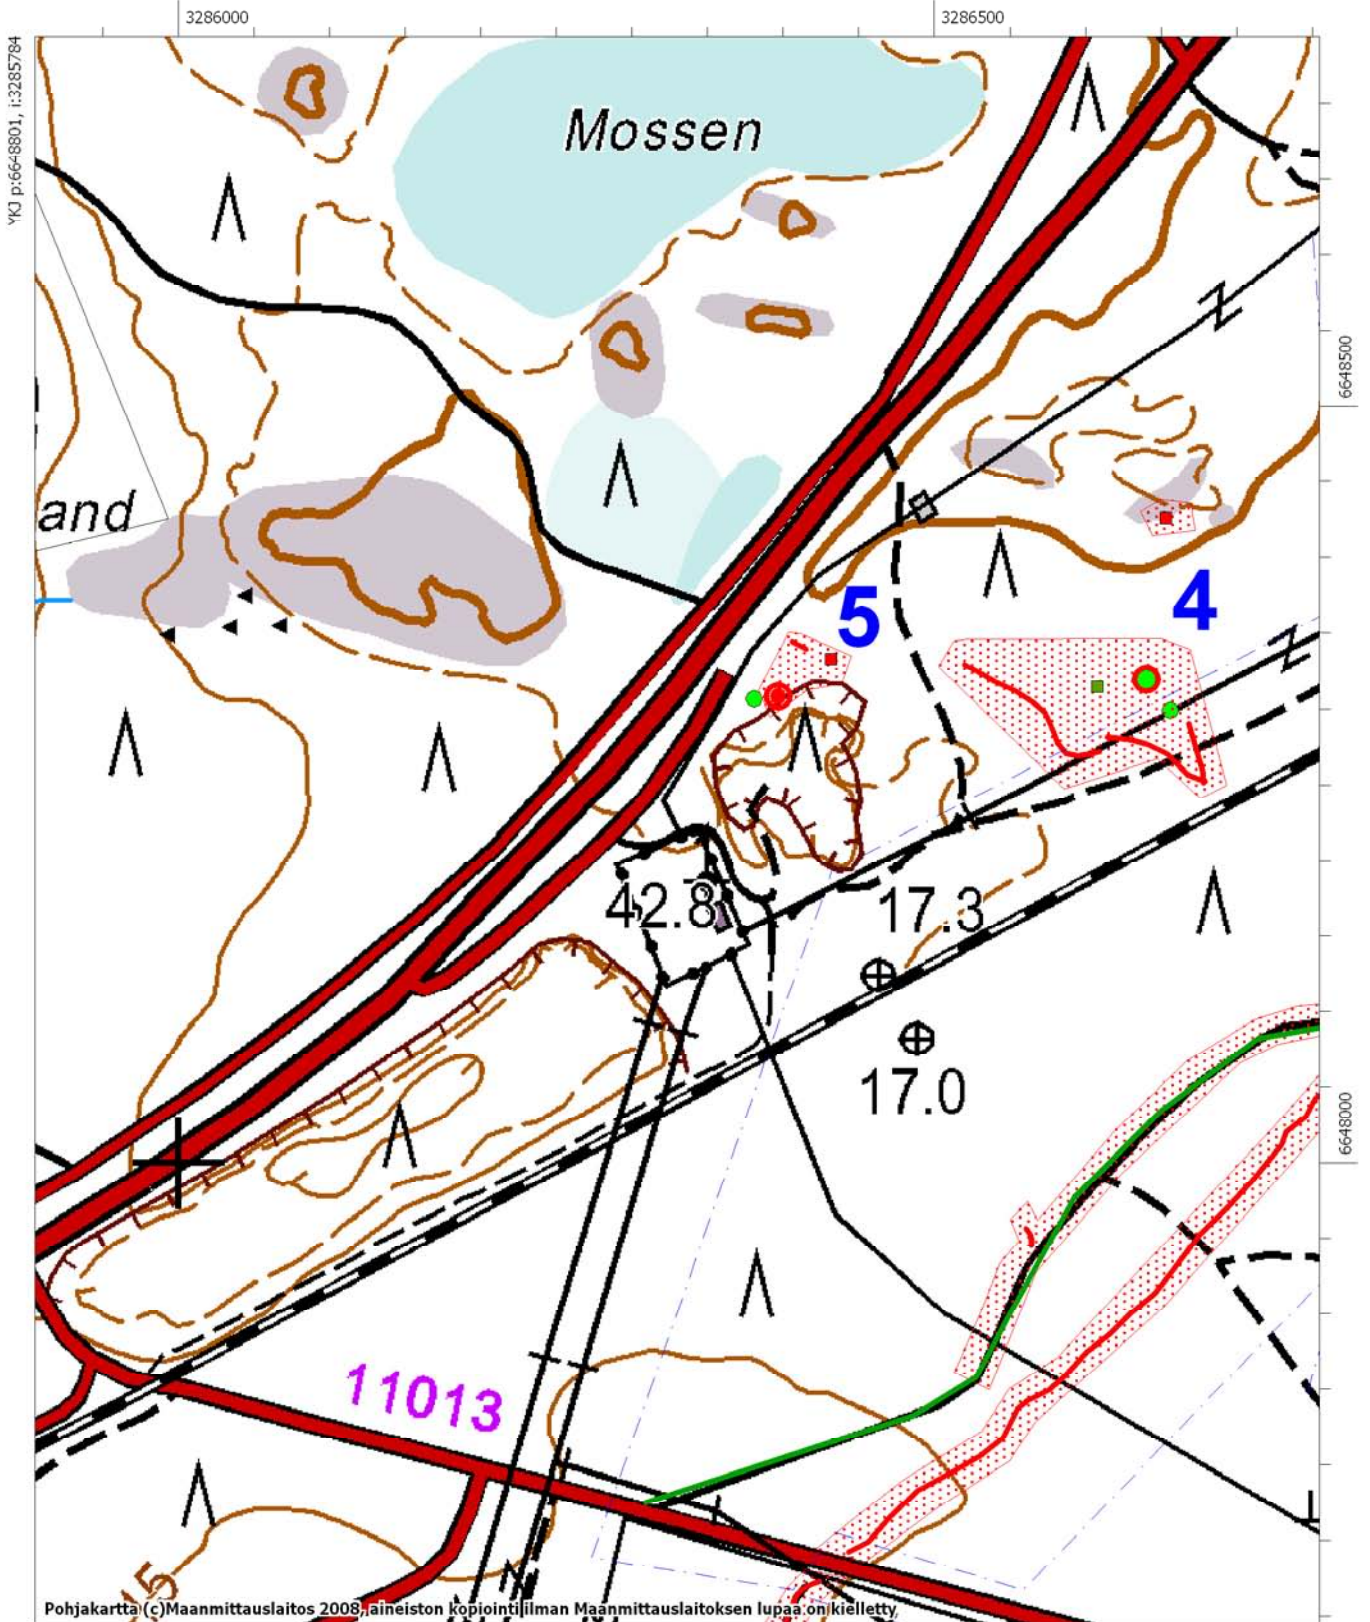 3286000
3286500
YKJ p:6648801, i:3285784
Mossen
6648500
and
5
4
42.8
17.3
17.0
6648000
11013
15
Pohjakartta (c)Maanmittauslaitos 2008, aineiston kopiointi ilman Maanmittauslaitoksen lupaa on kielletty